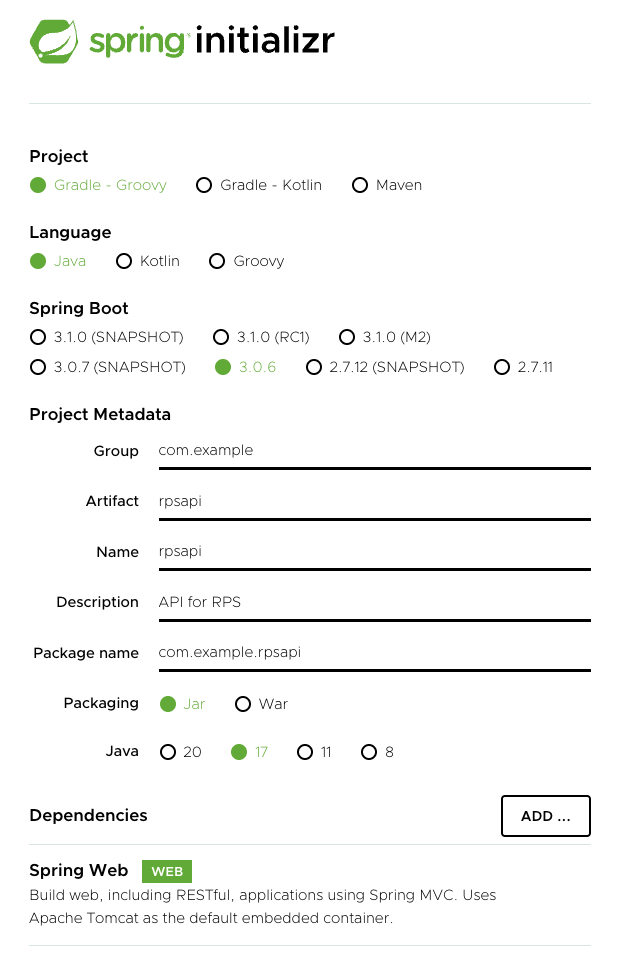 spring initializr
Project
Gradle - Groovy Gradle - Kotlin Maven
Language
Java Kotlin Groovy
Spring Boot
3.1.0 (SNAPSHOT) 3.1.0 (RC1) 3.1.0 (M2)
3.0.7 (SNAPSHOT) 3.0.6 2.7.12 (SNAPSHOT) 2.7.11
Project Metadata
Group com.example
Artifact rpsapi
Name rpsapi
Description API for RPS
Package name com.example.rpsapi
Packaging Jar War
Java 20 17 11 8
Dependencies ADD ...
Spring Web WEB
Build web, including RESTful, applications using Spring MVC. Uses
Apache Tomcat as the default embedded container.